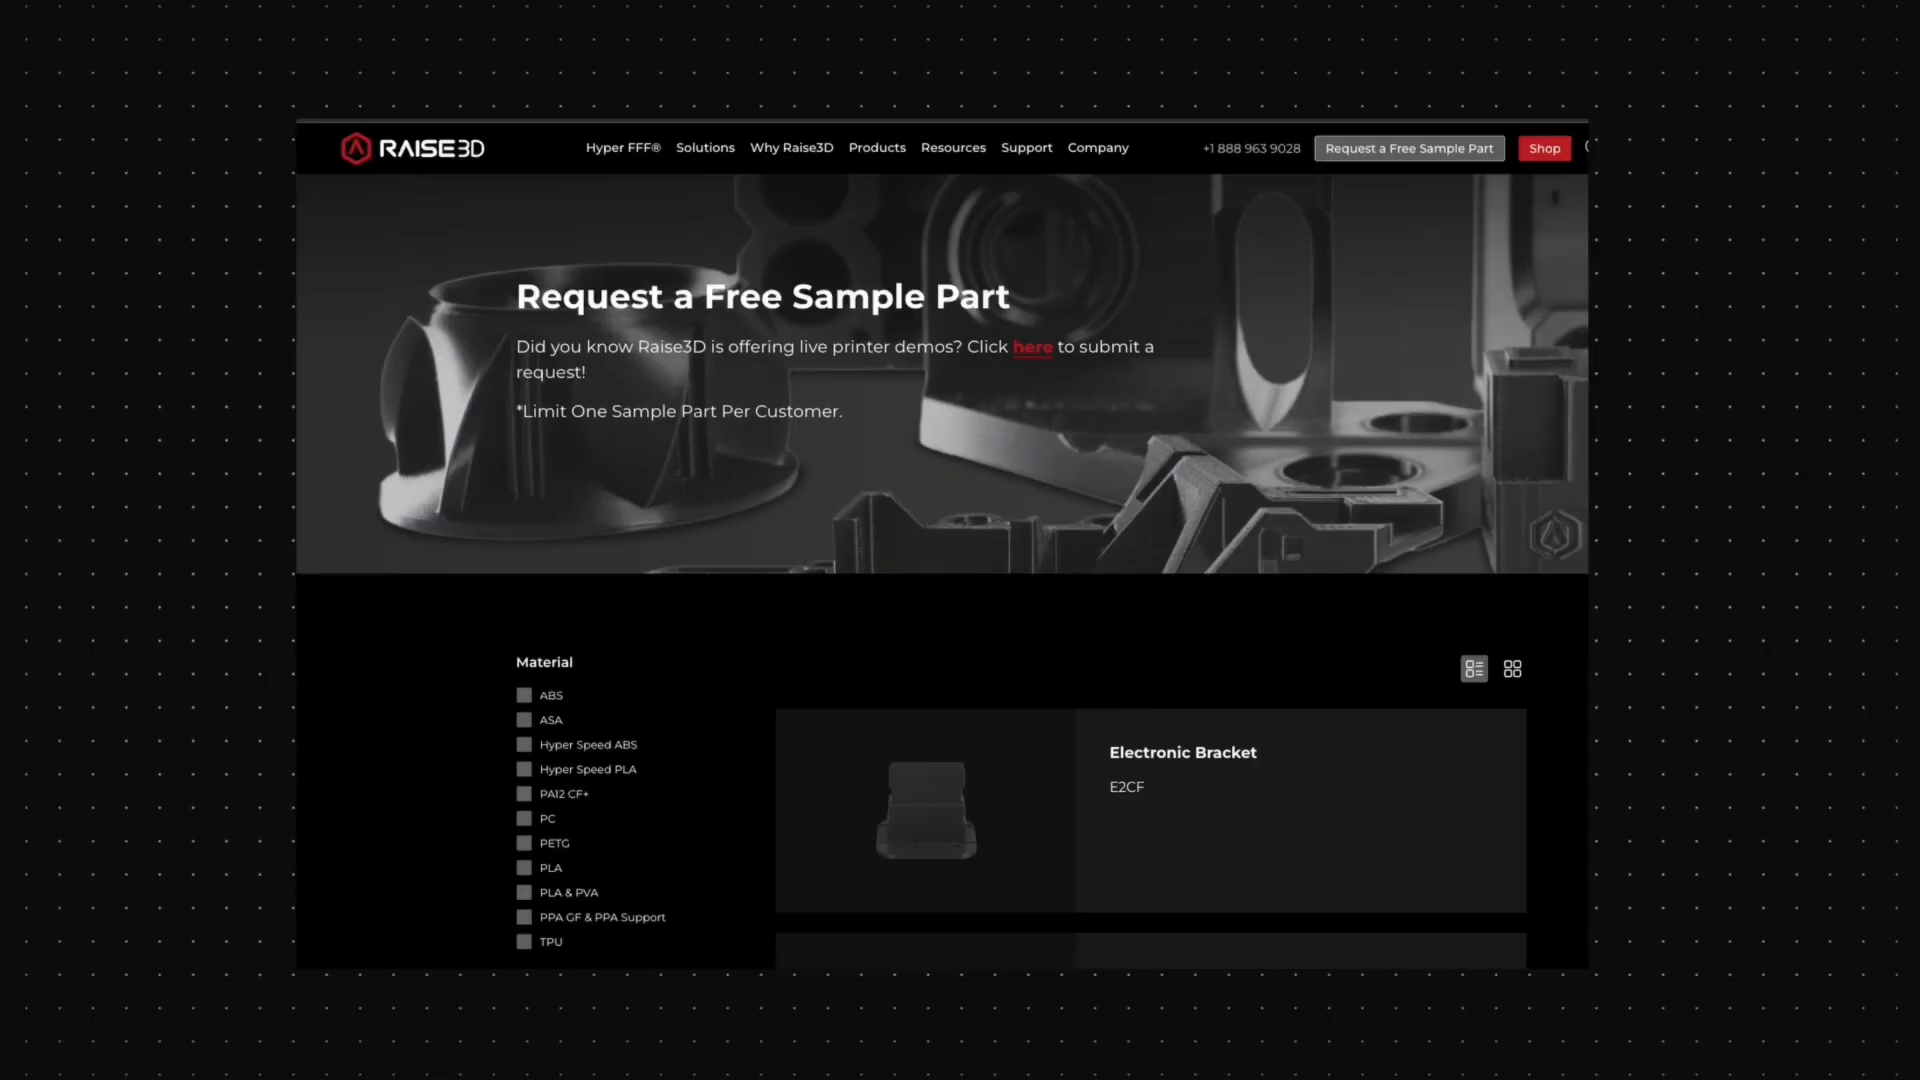 RAISE3D
Hyper FFF® Solutions Why Raise3D Products Resources Support Company
+1 888 963 9028 Request a Free Sample Part Shop
Request a Free Sample Part
Did you know Raise3D is offering live printer demos? Click here to submit a
request!
*Limit One Sample Part Per Customer.
Material
ABS
ASA
Hyper Speed ABS
Hyper Speed PLA
PA12 CF+
PC
PETG
PLA
PLA & PVA
PPA GF & PPA Support
TPU
Electronic Bracket
E2CF